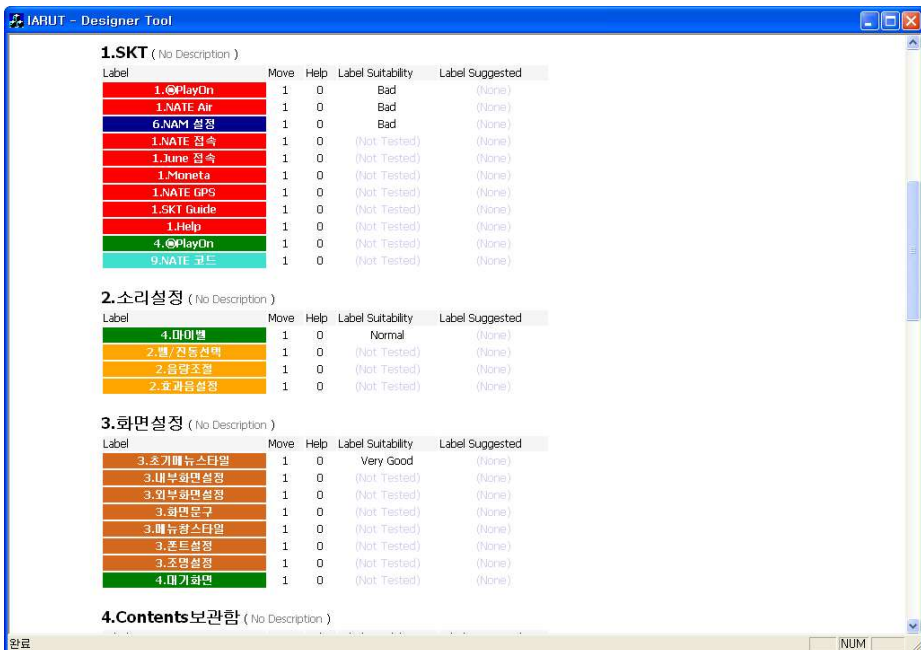 IARUT - Designer Tool
1.SKT ( No Description )
Label Move Help Label Suitability Label Suggested
1.⦿PlayOn 1 0 Bad (None)
1.NATE Air 1 0 Bad (None)
6.NAM 설정 1 0 Bad (None)
1.NATE 접속 1 0 (Not Tested) (None)
1.June 접속 1 0 (Not Tested) (None)
1.Moneta 1 0 (Not Tested) (None)
1.NATE GPS 1 0 (Not Tested) (None)
1.SKT Guide 1 0 (Not Tested) (None)
1.Help 1 0 (Not Tested) (None)
4.⦿PlayOn 1 0 (Not Tested) (None)
9.NATE 코드 1 0 (Not Tested) (None)
2.소리설정 ( No Description )
Label Move Help Label Suitability Label Suggested
4.마이벨 1 0 Normal (None)
2.벨/진동선택 1 0 (Not Tested) (None)
2.음량조절 1 0 (Not Tested) (None)
2.효과음설정 1 0 (Not Tested) (None)
3.화면설정 ( No Description )
Label Move Help Label Suitability Label Suggested
3.초기메뉴스타일 1 0 Very Good (None)
3.내부화면설정 1 0 (Not Tested) (None)
3.외부화면설정 1 0 (Not Tested) (None)
3.화면문구 1 0 (Not Tested) (None)
3.메뉴창스타일 1 0 (Not Tested) (None)
3.폰트설정 1 0 (Not Tested) (None)
3.조명설정 1 0 (Not Tested) (None)
4.대기화면 1 0 (Not Tested) (None)
4.Contents보관함 ( No Description )
완료 NUM